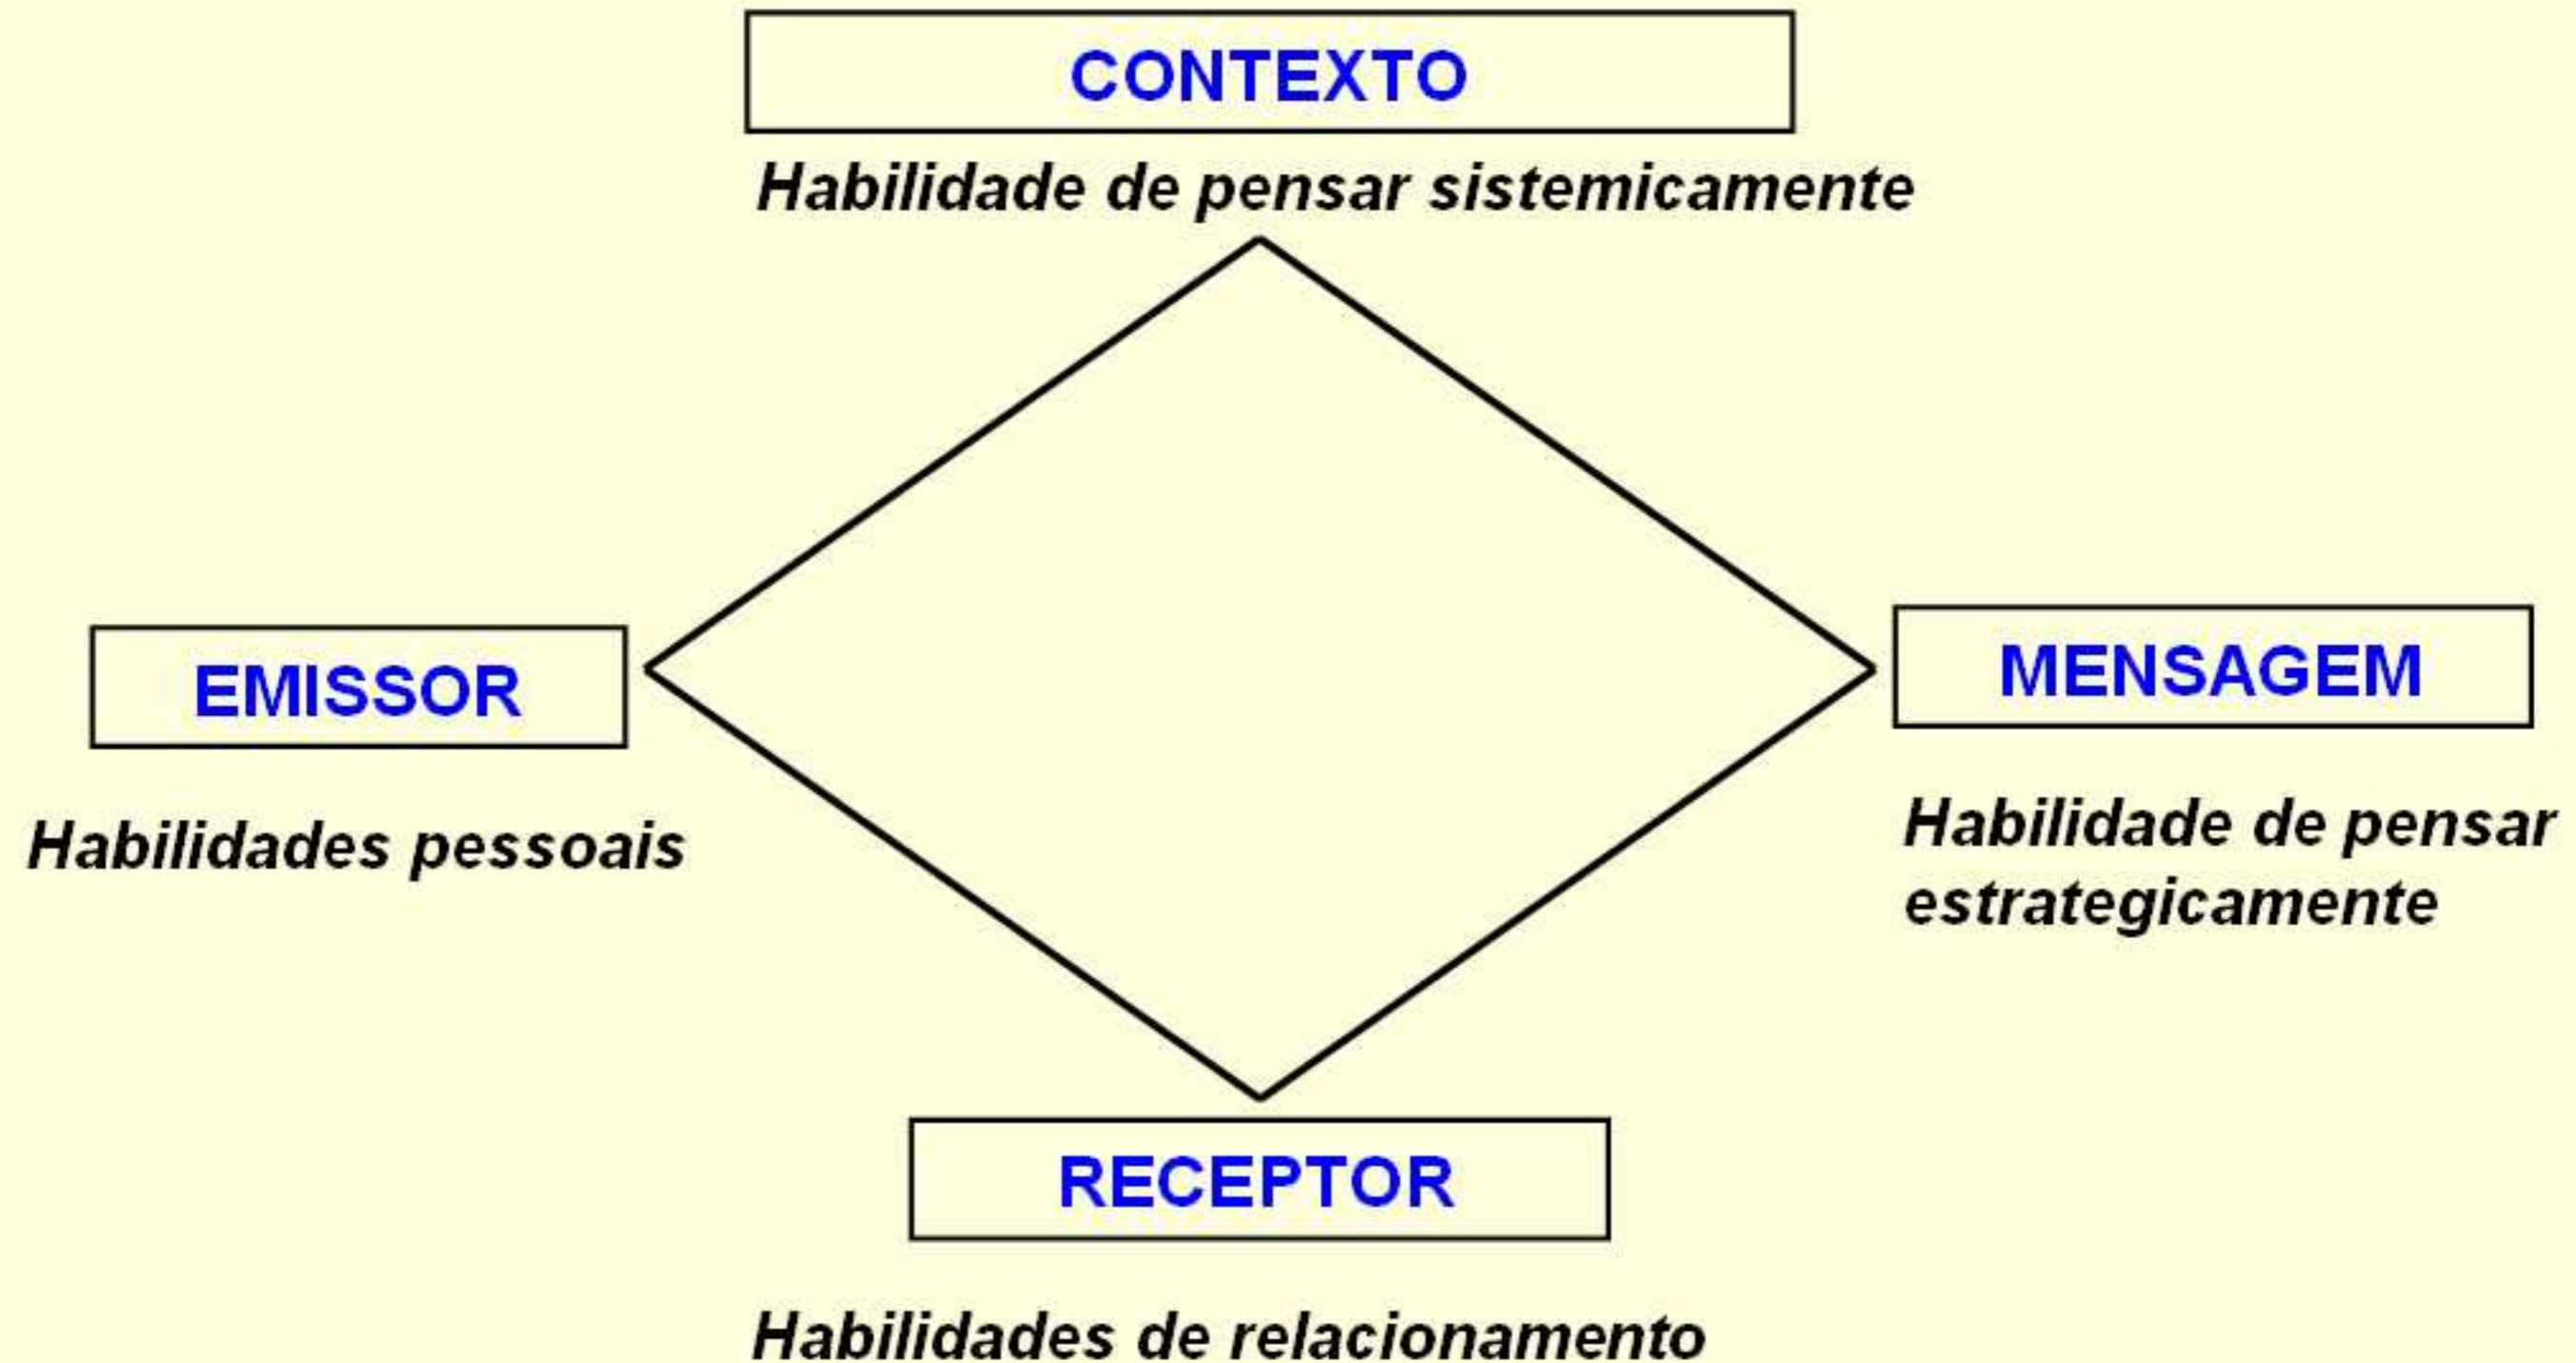 CONTEXTO
Habilidade de pensar sistemicamente
EMISSOR
Habilidades pessoais
MENSAGEM
Habilidade de pensar
estrategicamente
RECEPTOR
Habilidades de relacionamento